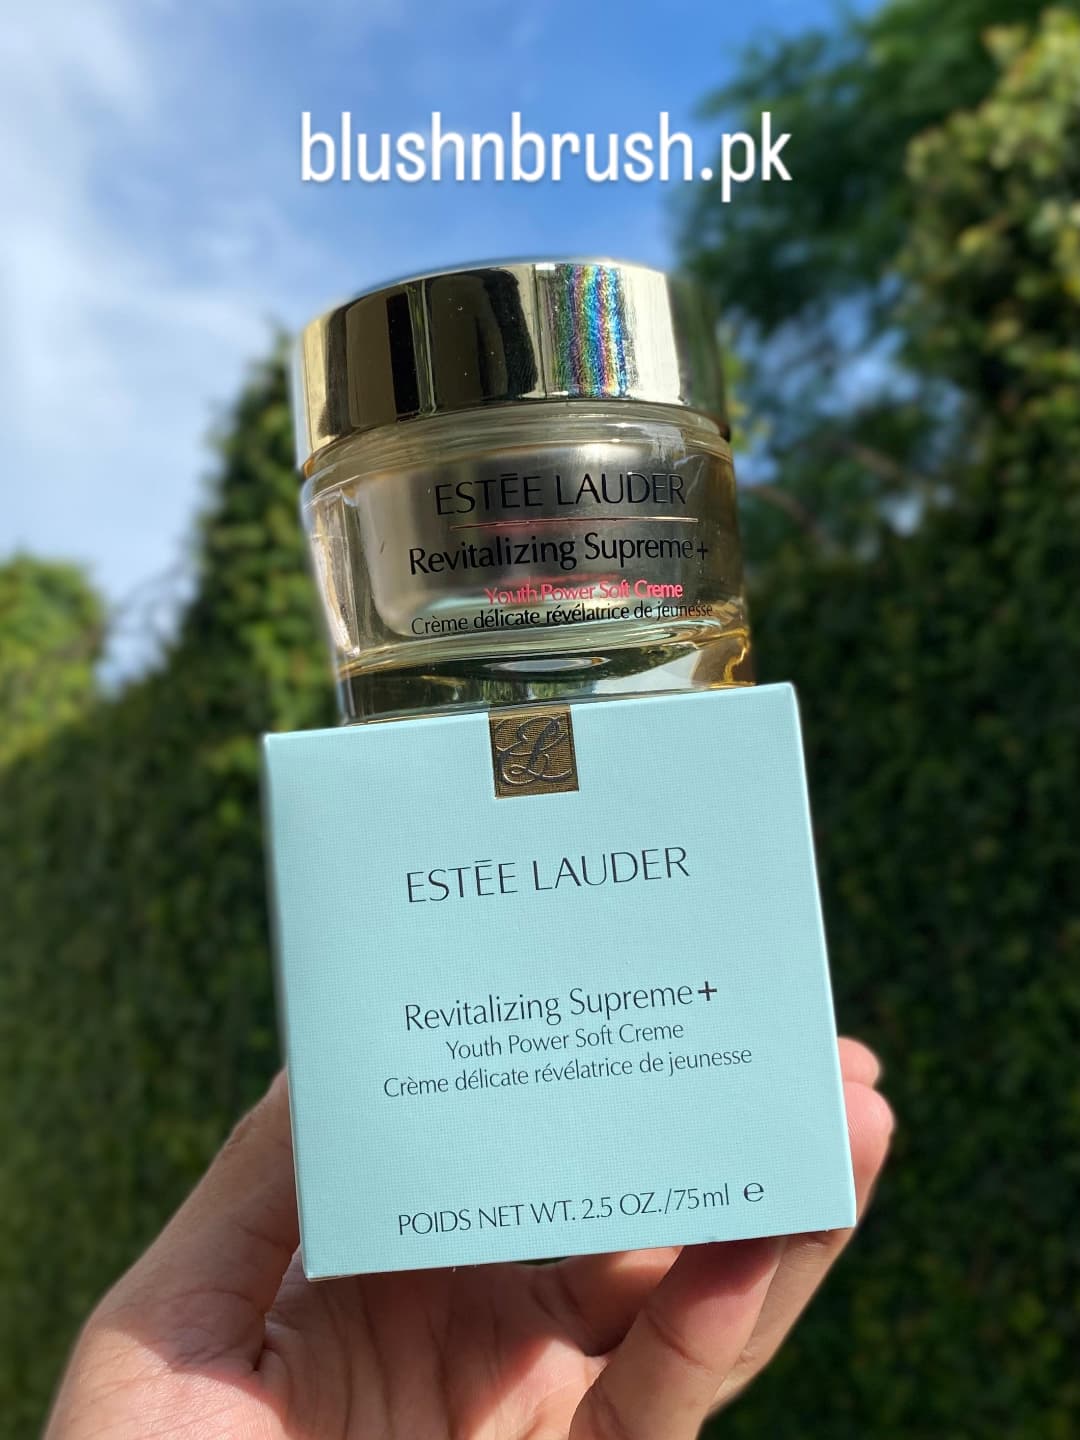 blushnbrush.pk
ESTĒE LAUDER
Revitalizing Supreme+
Youth Power Soft Creme
Crème délicate révélatrice de jeunesse
EL
ESTĒE LAUDER
Revitalizing Supreme+
Youth Power Soft Creme
Crème délicate révélatrice de jeunesse
POIDS NET WT. 2.5 OZ./75ml ℮